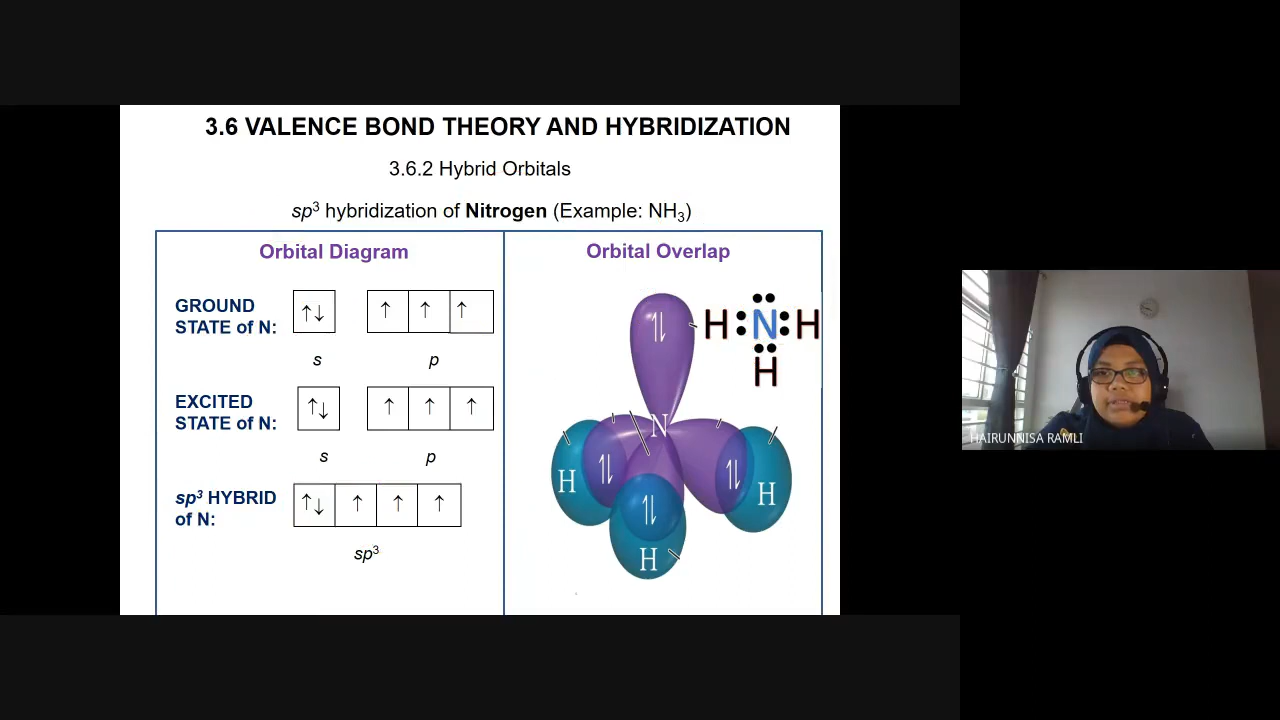 3.6 VALENCE BOND THEORY AND HYBRIDIZATION
3.6.2 Hybrid Orbitals
sp³ hybridization of Nitrogen (Example: NH₃)
Orbital Diagram
GROUND
STATE of N:
↑↓ ↑ ↑ ↑
s p
EXCITED
STATE of N:
↑↓ ↑ ↑ ↑
s p
sp³ HYBRID
of N:
↑↓ ↑ ↑ ↑
sp³
Orbital Overlap
H:N:H
H
N
H
H
H
HAIRUNNISA RAMLI